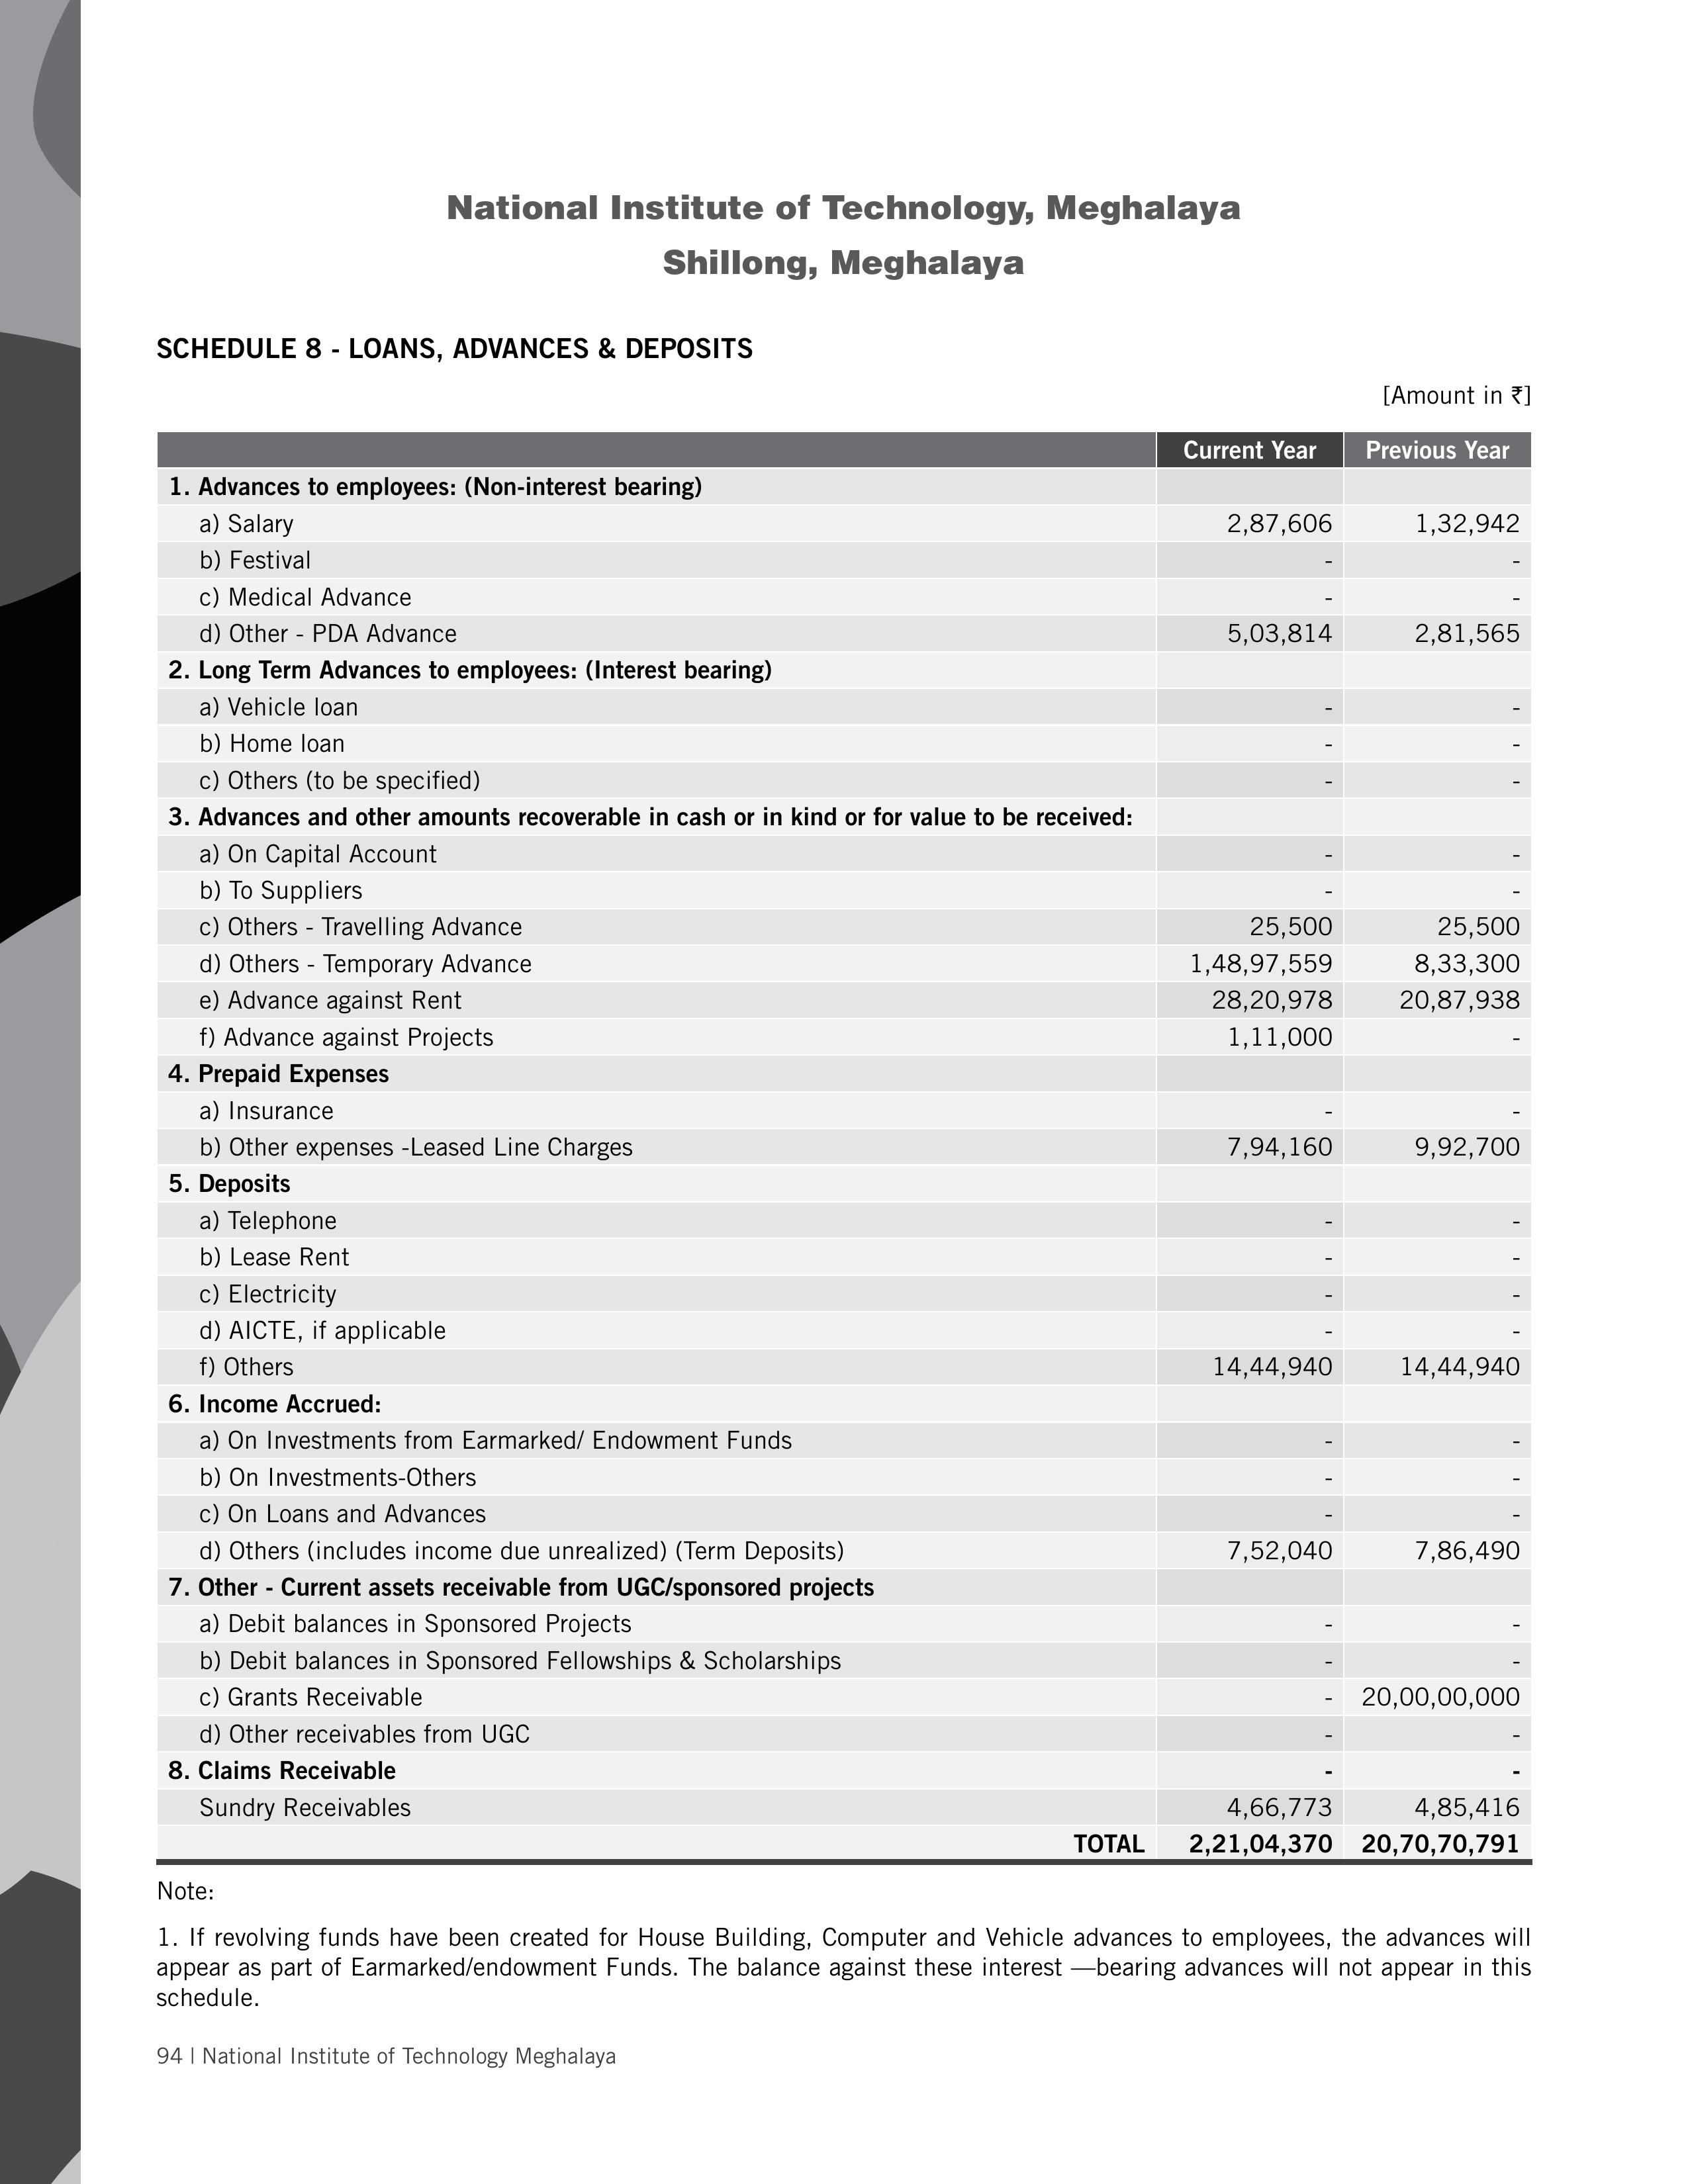 National Institute of Technology, Meghalaya
Shillong, Meghalaya
SCHEDULE 8 - LOANS, ADVANCES & DEPOSITS
[Amount in ₹]
Current Year Previous Year
1. Advances to employees: (Non-interest bearing)
a) Salary 2,87,606 1,32,942
b) Festival - -
c) Medical Advance - -
d) Other - PDA Advance 5,03,814 2,81,565
2. Long Term Advances to employees: (Interest bearing)
a) Vehicle loan - -
b) Home loan - -
c) Others (to be specified) - -
3. Advances and other amounts recoverable in cash or in kind or for value to be received:
a) On Capital Account - -
b) To Suppliers - -
c) Others - Travelling Advance 25,500 25,500
d) Others - Temporary Advance 1,48,97,559 8,33,300
e) Advance against Rent 28,20,978 20,87,938
f) Advance against Projects 1,11,000 -
4. Prepaid Expenses
a) Insurance - -
b) Other expenses -Leased Line Charges 7,94,160 9,92,700
5. Deposits
a) Telephone - -
b) Lease Rent - -
c) Electricity - -
d) AICTE, if applicable - -
f) Others 14,44,940 14,44,940
6. Income Accrued:
a) On Investments from Earmarked/ Endowment Funds - -
b) On Investments-Others - -
c) On Loans and Advances - -
d) Others (includes income due unrealized) (Term Deposits) 7,52,040 7,86,490
7. Other - Current assets receivable from UGC/sponsored projects
a) Debit balances in Sponsored Projects - -
b) Debit balances in Sponsored Fellowships & Scholarships - -
c) Grants Receivable - 20,00,00,000
d) Other receivables from UGC - -
8. Claims Receivable - -
Sundry Receivables 4,66,773 4,85,416
TOTAL 2,21,04,370 20,70,70,791
Note:
1. If revolving funds have been created for House Building, Computer and Vehicle advances to employees, the advances will
appear as part of Earmarked/endowment Funds. The balance against these interest —bearing advances will not appear in this
schedule.
94 | National Institute of Technology Meghalaya